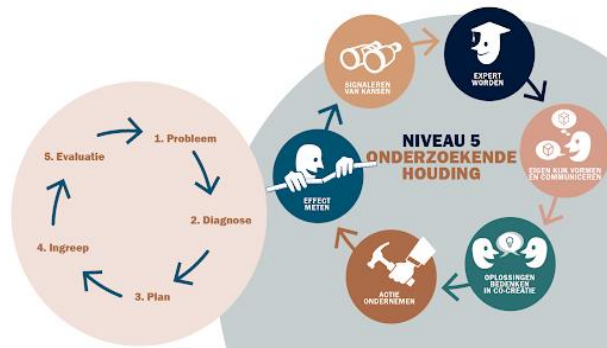 1. Probleem
2. Diagnose
3. Plan
4. Ingreep
5. Evaluatie
NIVEAU 5
ONDERZOEKENDE
HOUDING
SIGNALEREN
VAN KANSEN
EXPERT
WORDEN
EIGEN KIJK VORMEN
EN COMMUNICEREN
OPLOSSINGEN
BEDENKEN
IN CO-CREATIE
ACTIE
ONDERNEMEN
EFFECT
METEN